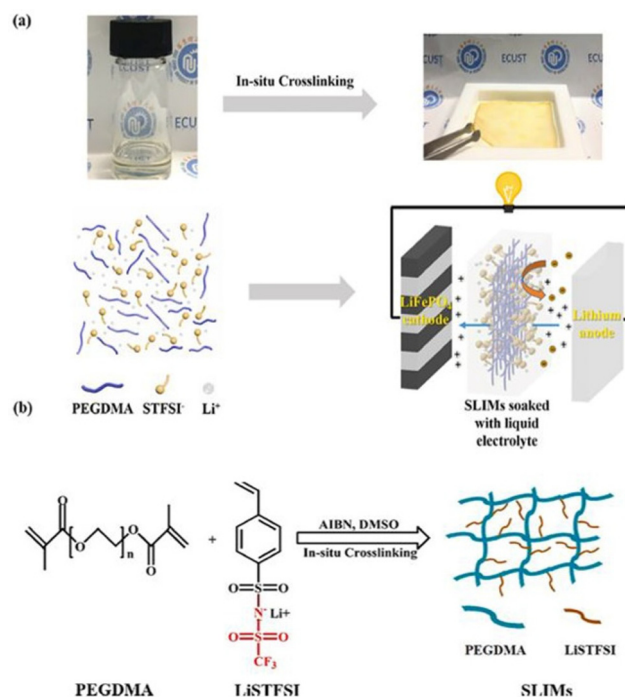 (a)
ECUST
In-situ Crosslinking
ECUST
LiFePO₄
cathode
Lithium
anode
PEGDMA STFSI⁻ Li⁺
SLIMs soaked
with liquid
electrolyte
(b)
O
O
O
O
n
+
AIBN, DMSO
In-situ Crosslinking
O=S=O
N⁻ Li+
O=S=O
CF₃
PEGDMA LiSTFSI
PEGDMA LiSTFSI SLIMs